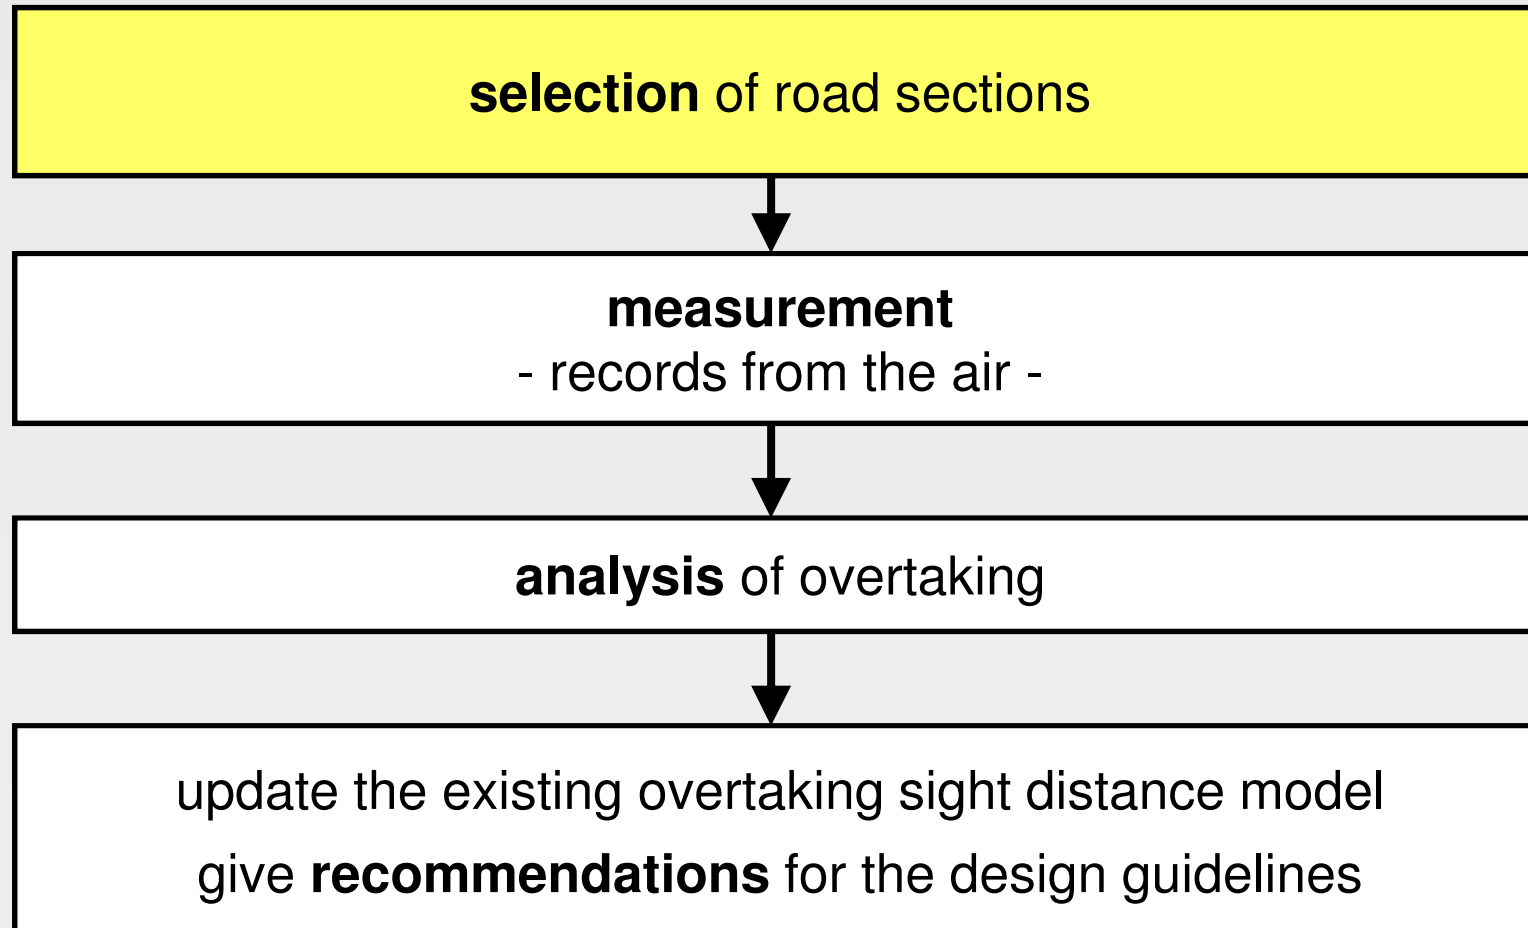 selection of road sections
measurement
- records from the air -
analysis of overtaking
update the existing overtaking sight distance model
give recommendations for the design guidelines